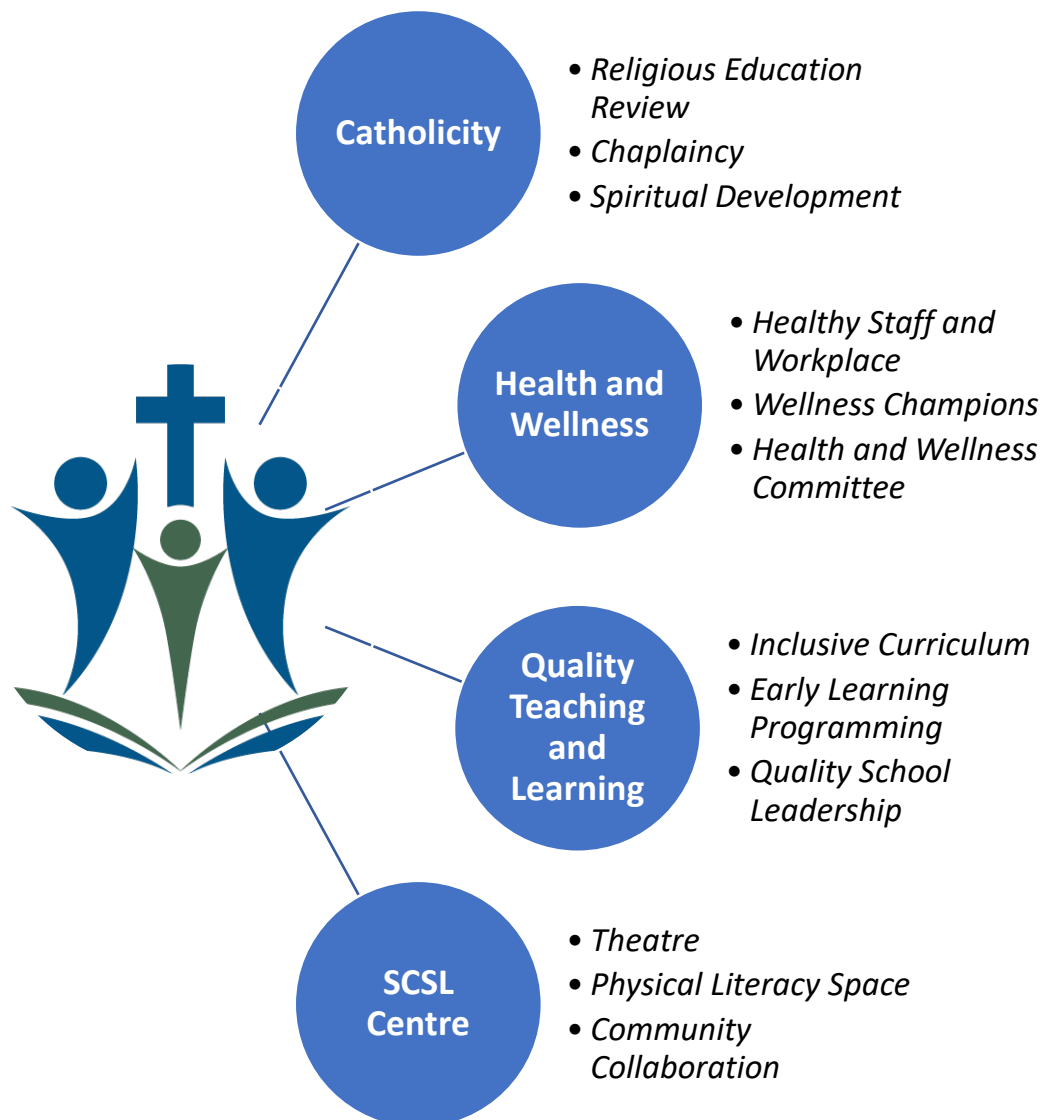 Catholicity
• Religious Education
Review
• Chaplaincy
• Spiritual Development
Health and
Wellness
• Healthy Staff and
Workplace
• Wellness Champions
• Health and Wellness
Committee
Quality
Teaching
and
Learning
• Inclusive Curriculum
• Early Learning
Programming
• Quality School
Leadership
SCSL
Centre
• Theatre
• Physical Literacy Space
• Community
Collaboration